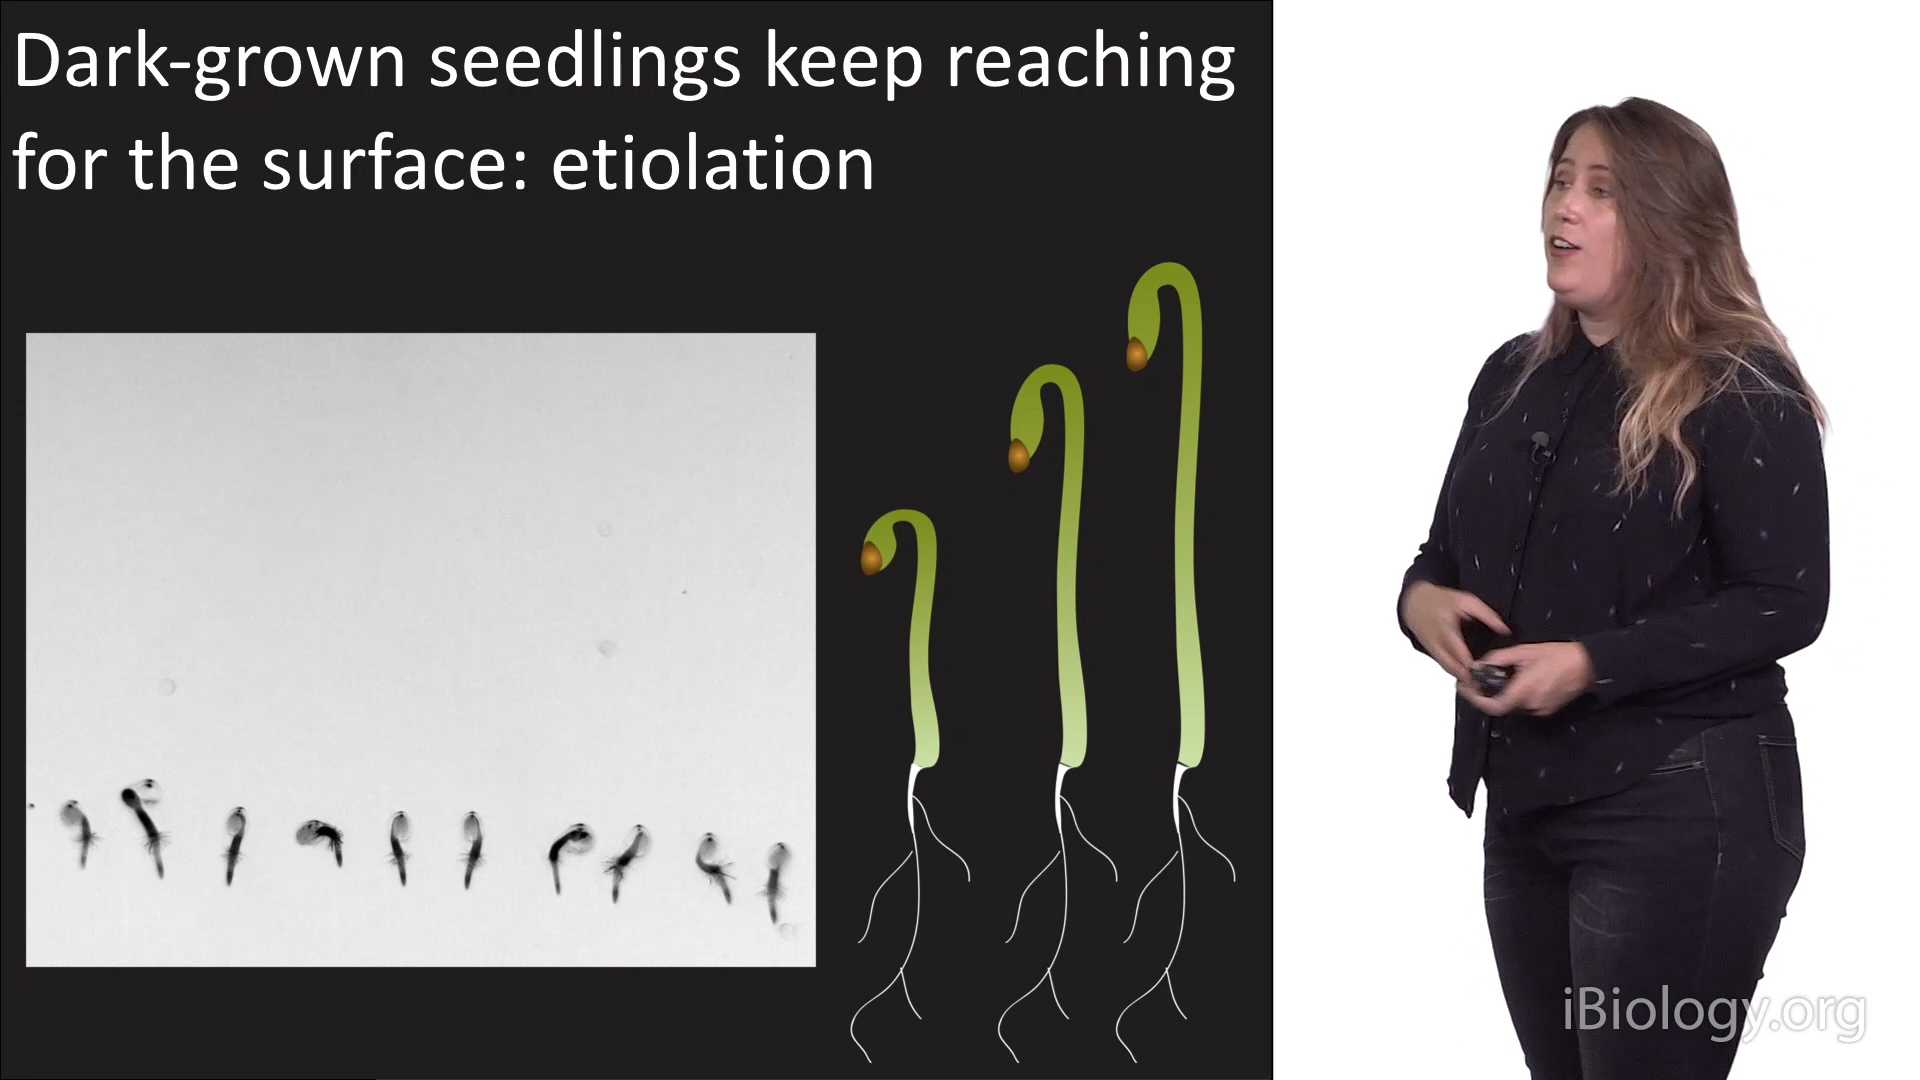 Dark-grown seedlings keep reaching
for the surface: etiolation
iBiology.org